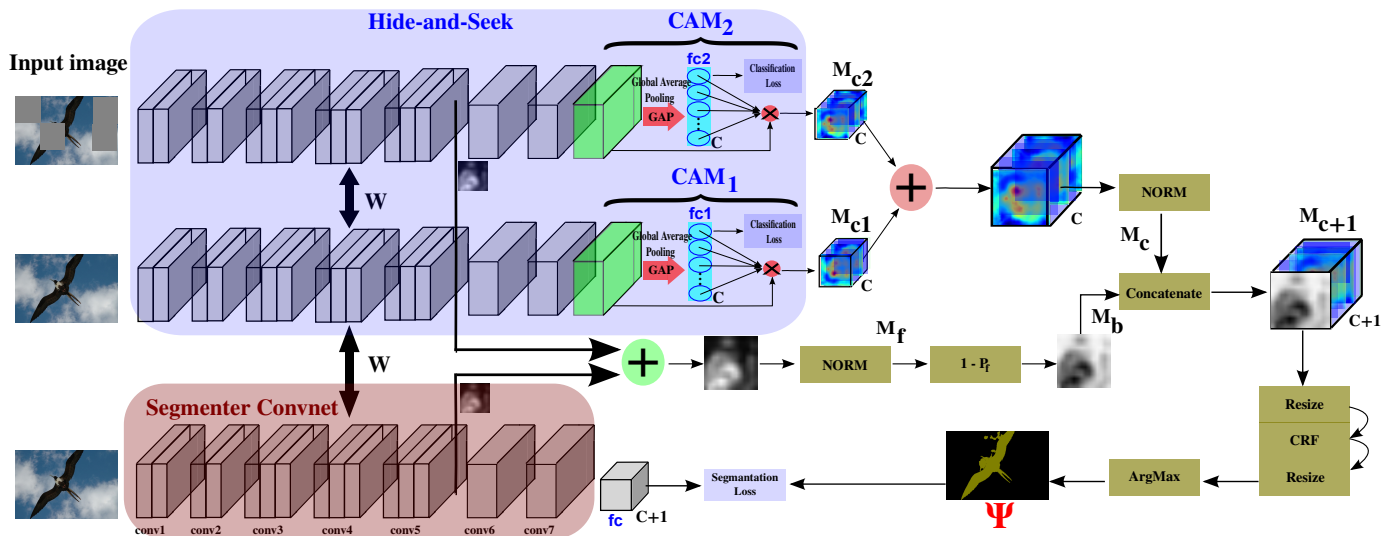 Hide-and-Seek
CAM2
Input image
fc2
Global Average
Pooling
GAP
Classification
Loss
C
Mc2
C
W
CAM1
fc1
Global Average
Pooling
GAP
Classification
Loss
C
Mc1
C
C
NORM
Mc
Concatenate
Mb
Mc+1
C+1
W
Mf
NORM
1 - Pf
Segmenter Convnet
Resize
CRF
Resize
ArgMax
Ψ
Segmantation
Loss
fc
C+1
conv1
conv2
conv3
conv4
conv5
conv6
conv7